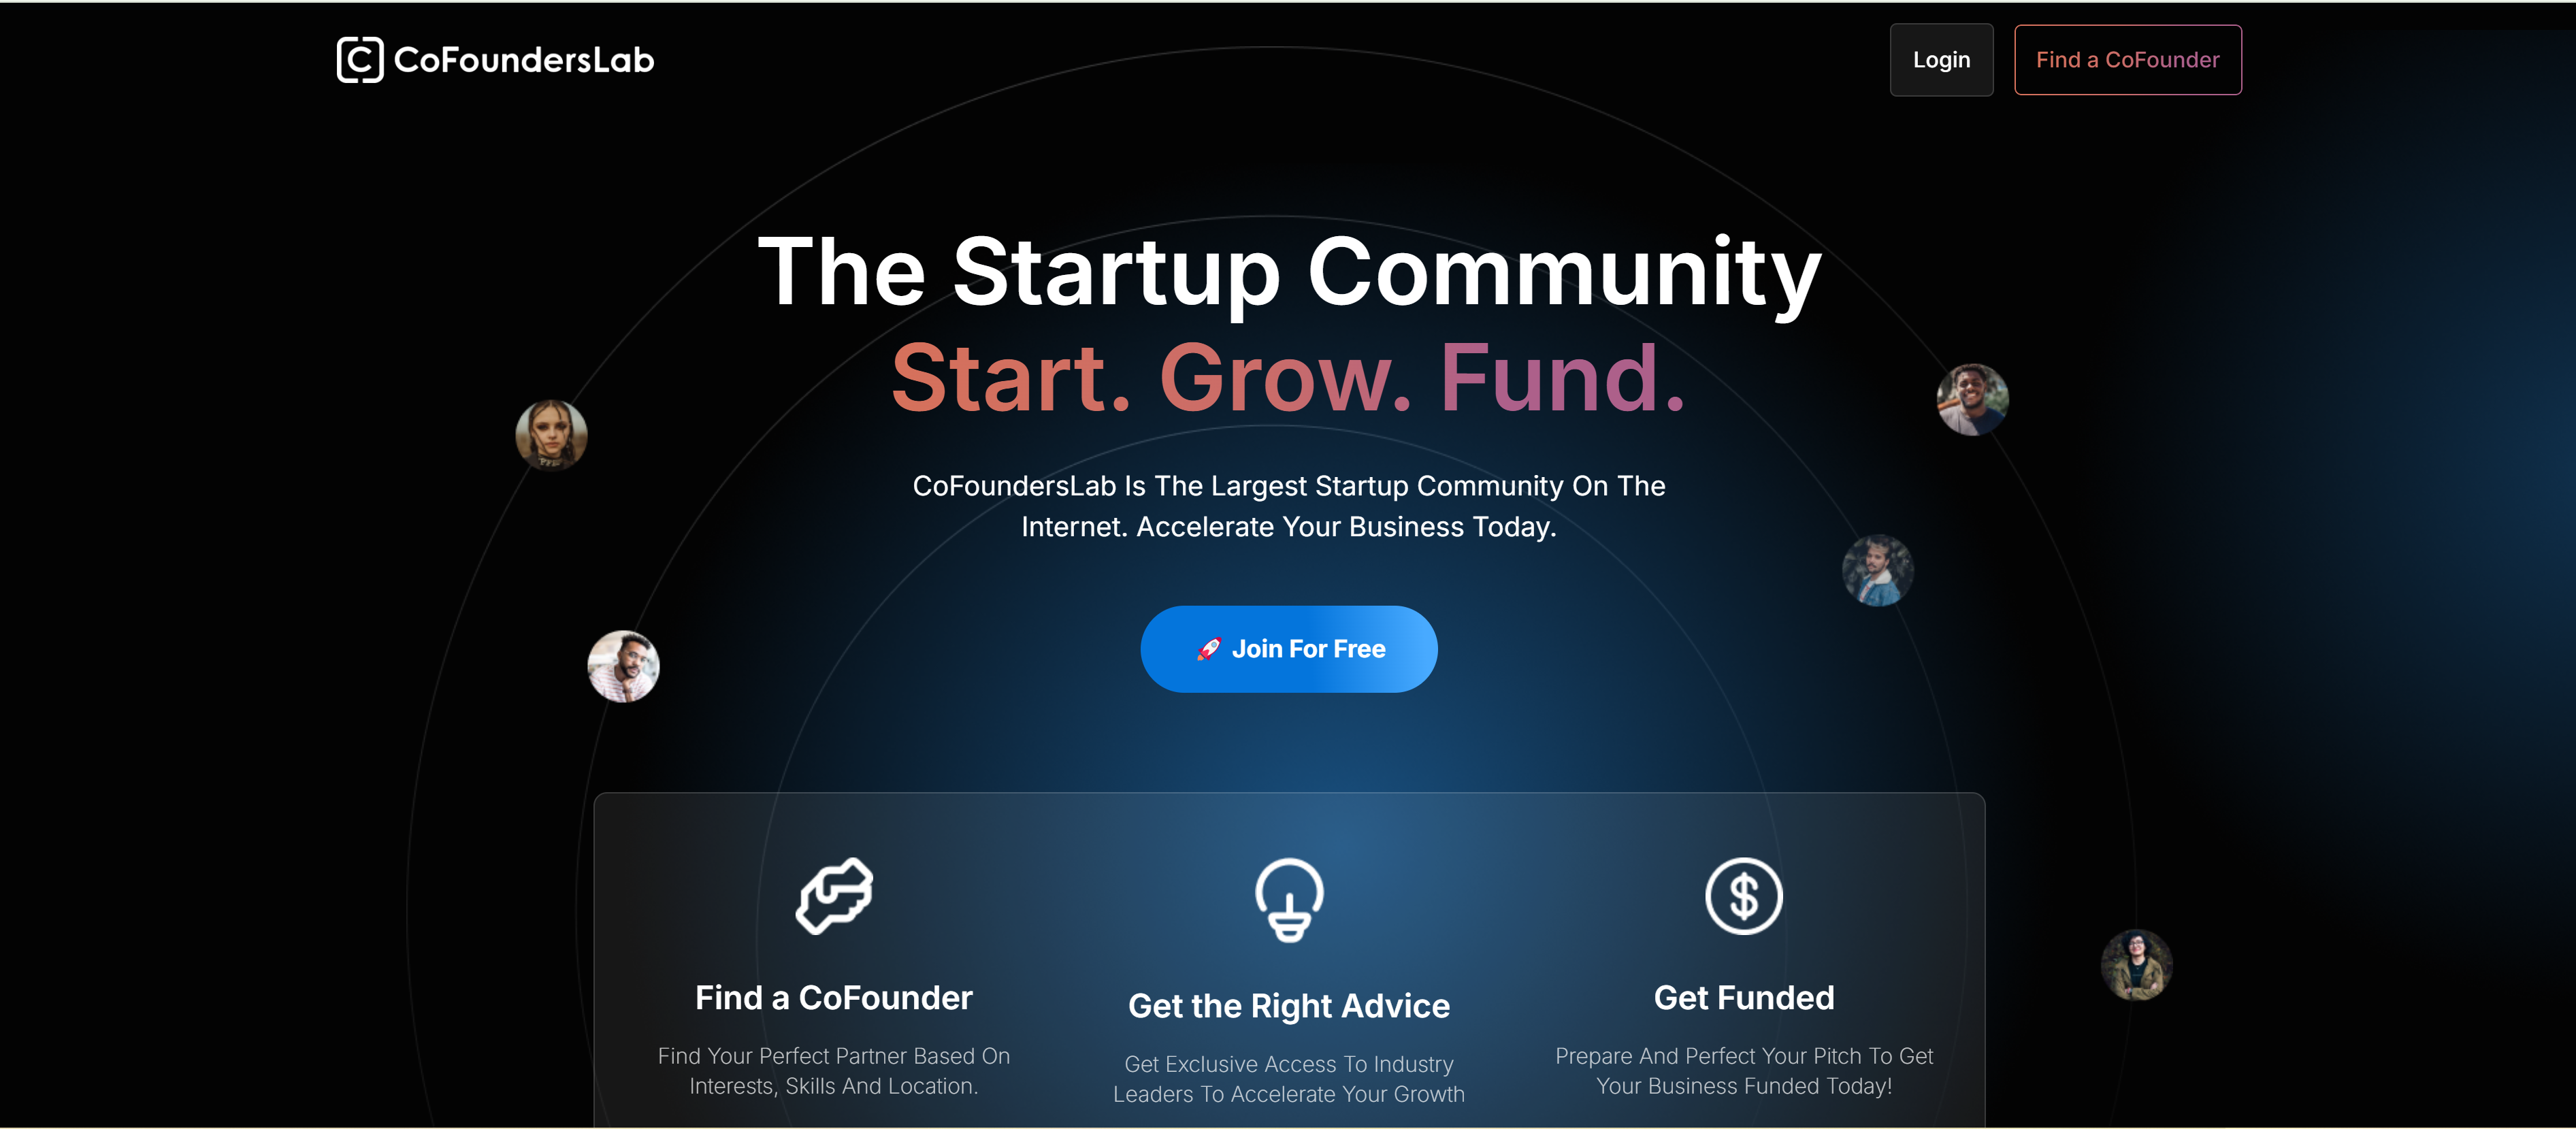 CoFoundersLab
Login
Find a CoFounder
The Startup Community
Start. Grow. Fund.
CoFoundersLab Is The Largest Startup Community On The
Internet. Accelerate Your Business Today.
🚀 Join For Free
Find a CoFounder
Find Your Perfect Partner Based On
Interests, Skills And Location.
Get the Right Advice
Get Exclusive Access To Industry
Leaders To Accelerate Your Growth
Get Funded
Prepare And Perfect Your Pitch To Get
Your Business Funded Today!